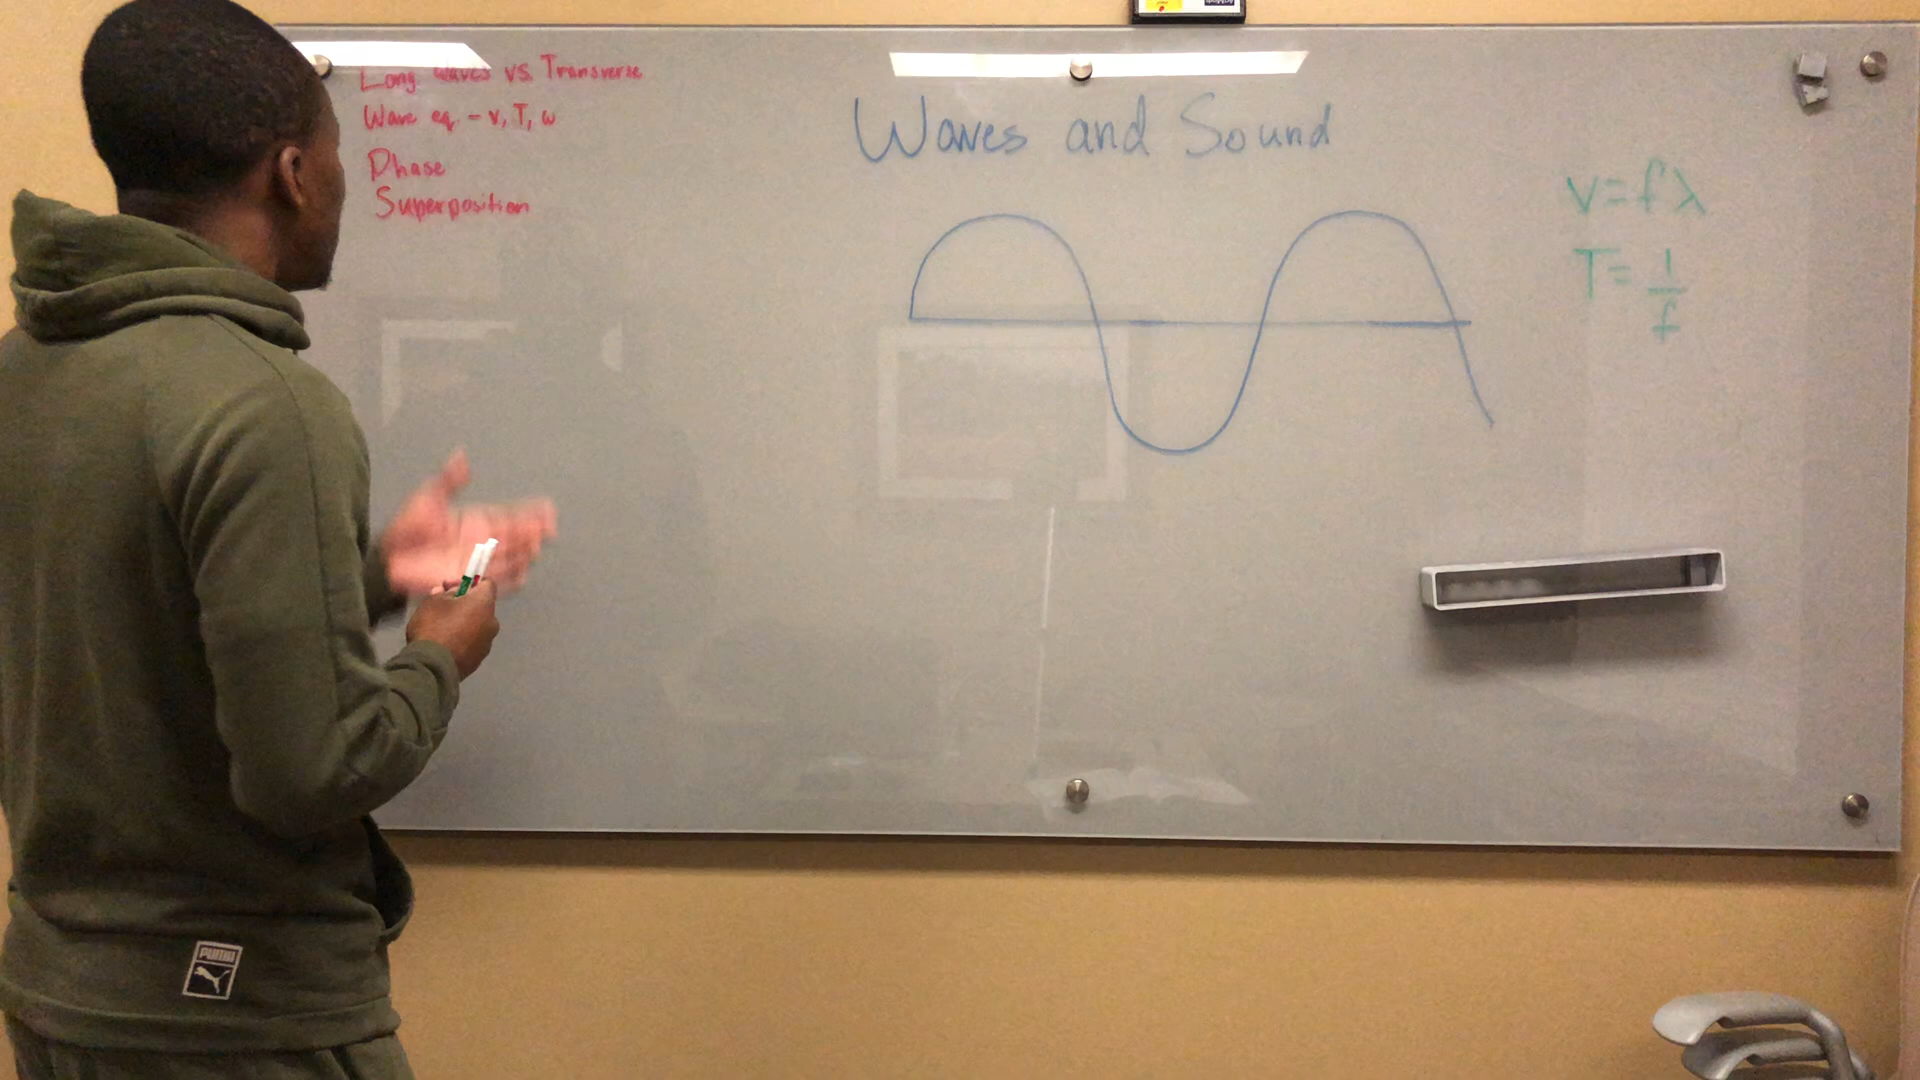 Long waves vs. Transverse
Wave eq. - v, T, w
Phase
Superposition
Waves and Sound
v=fλ
T= 1/f
PUMA